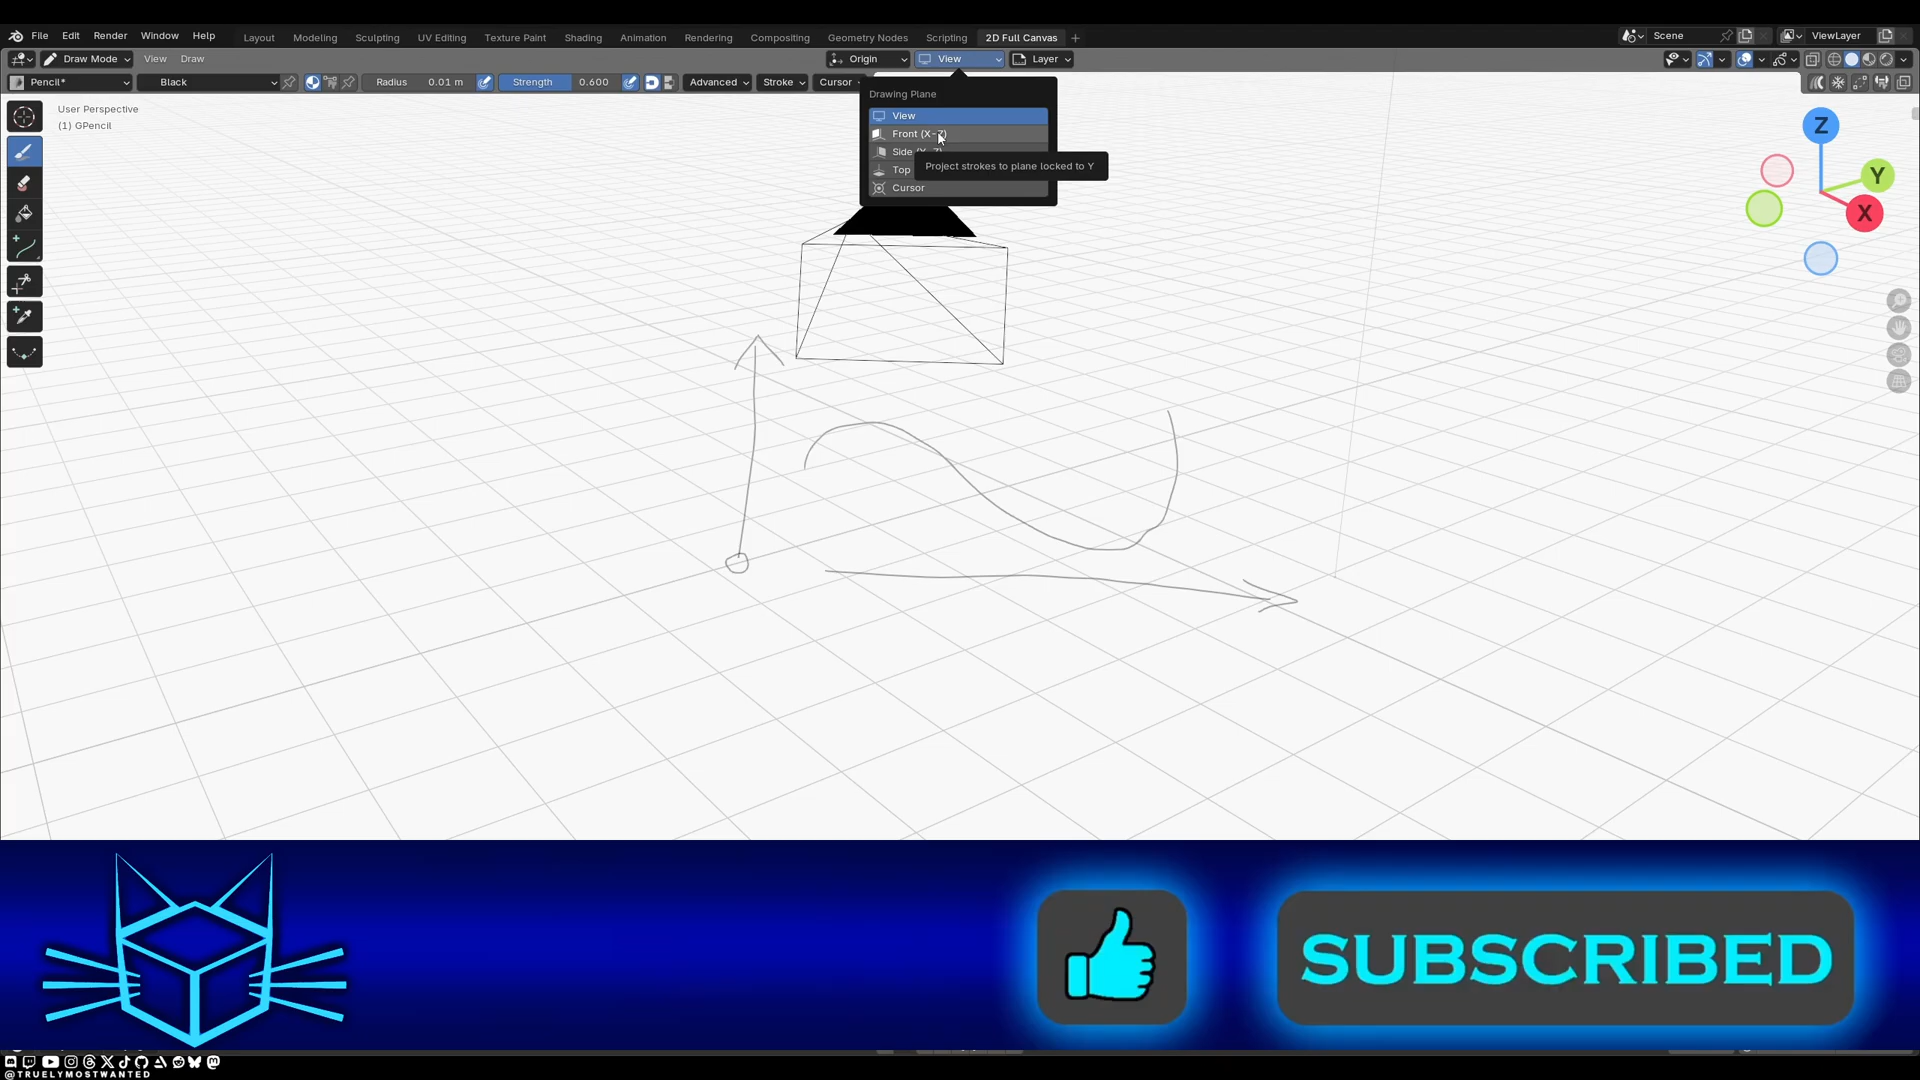 File Edit Render Window Help Layout Modeling Sculpting UV Editing Texture Paint Shading Animation Rendering Compositing Geometry Nodes Scripting 2D Full Canvas + Scene ViewLayer
Draw Mode View Draw Origin View Layer
Pencil* Black Radius 0.01 m Strength 0.600 Advanced Stroke Cursor
User Perspective
(1) GPencil
Drawing Plane
View
Front (X-Z)
Side
Project strokes to plane locked to Y
Top
Cursor
Z
Y
X
SUBSCRIBED
@TRUELYMOSTWANTED